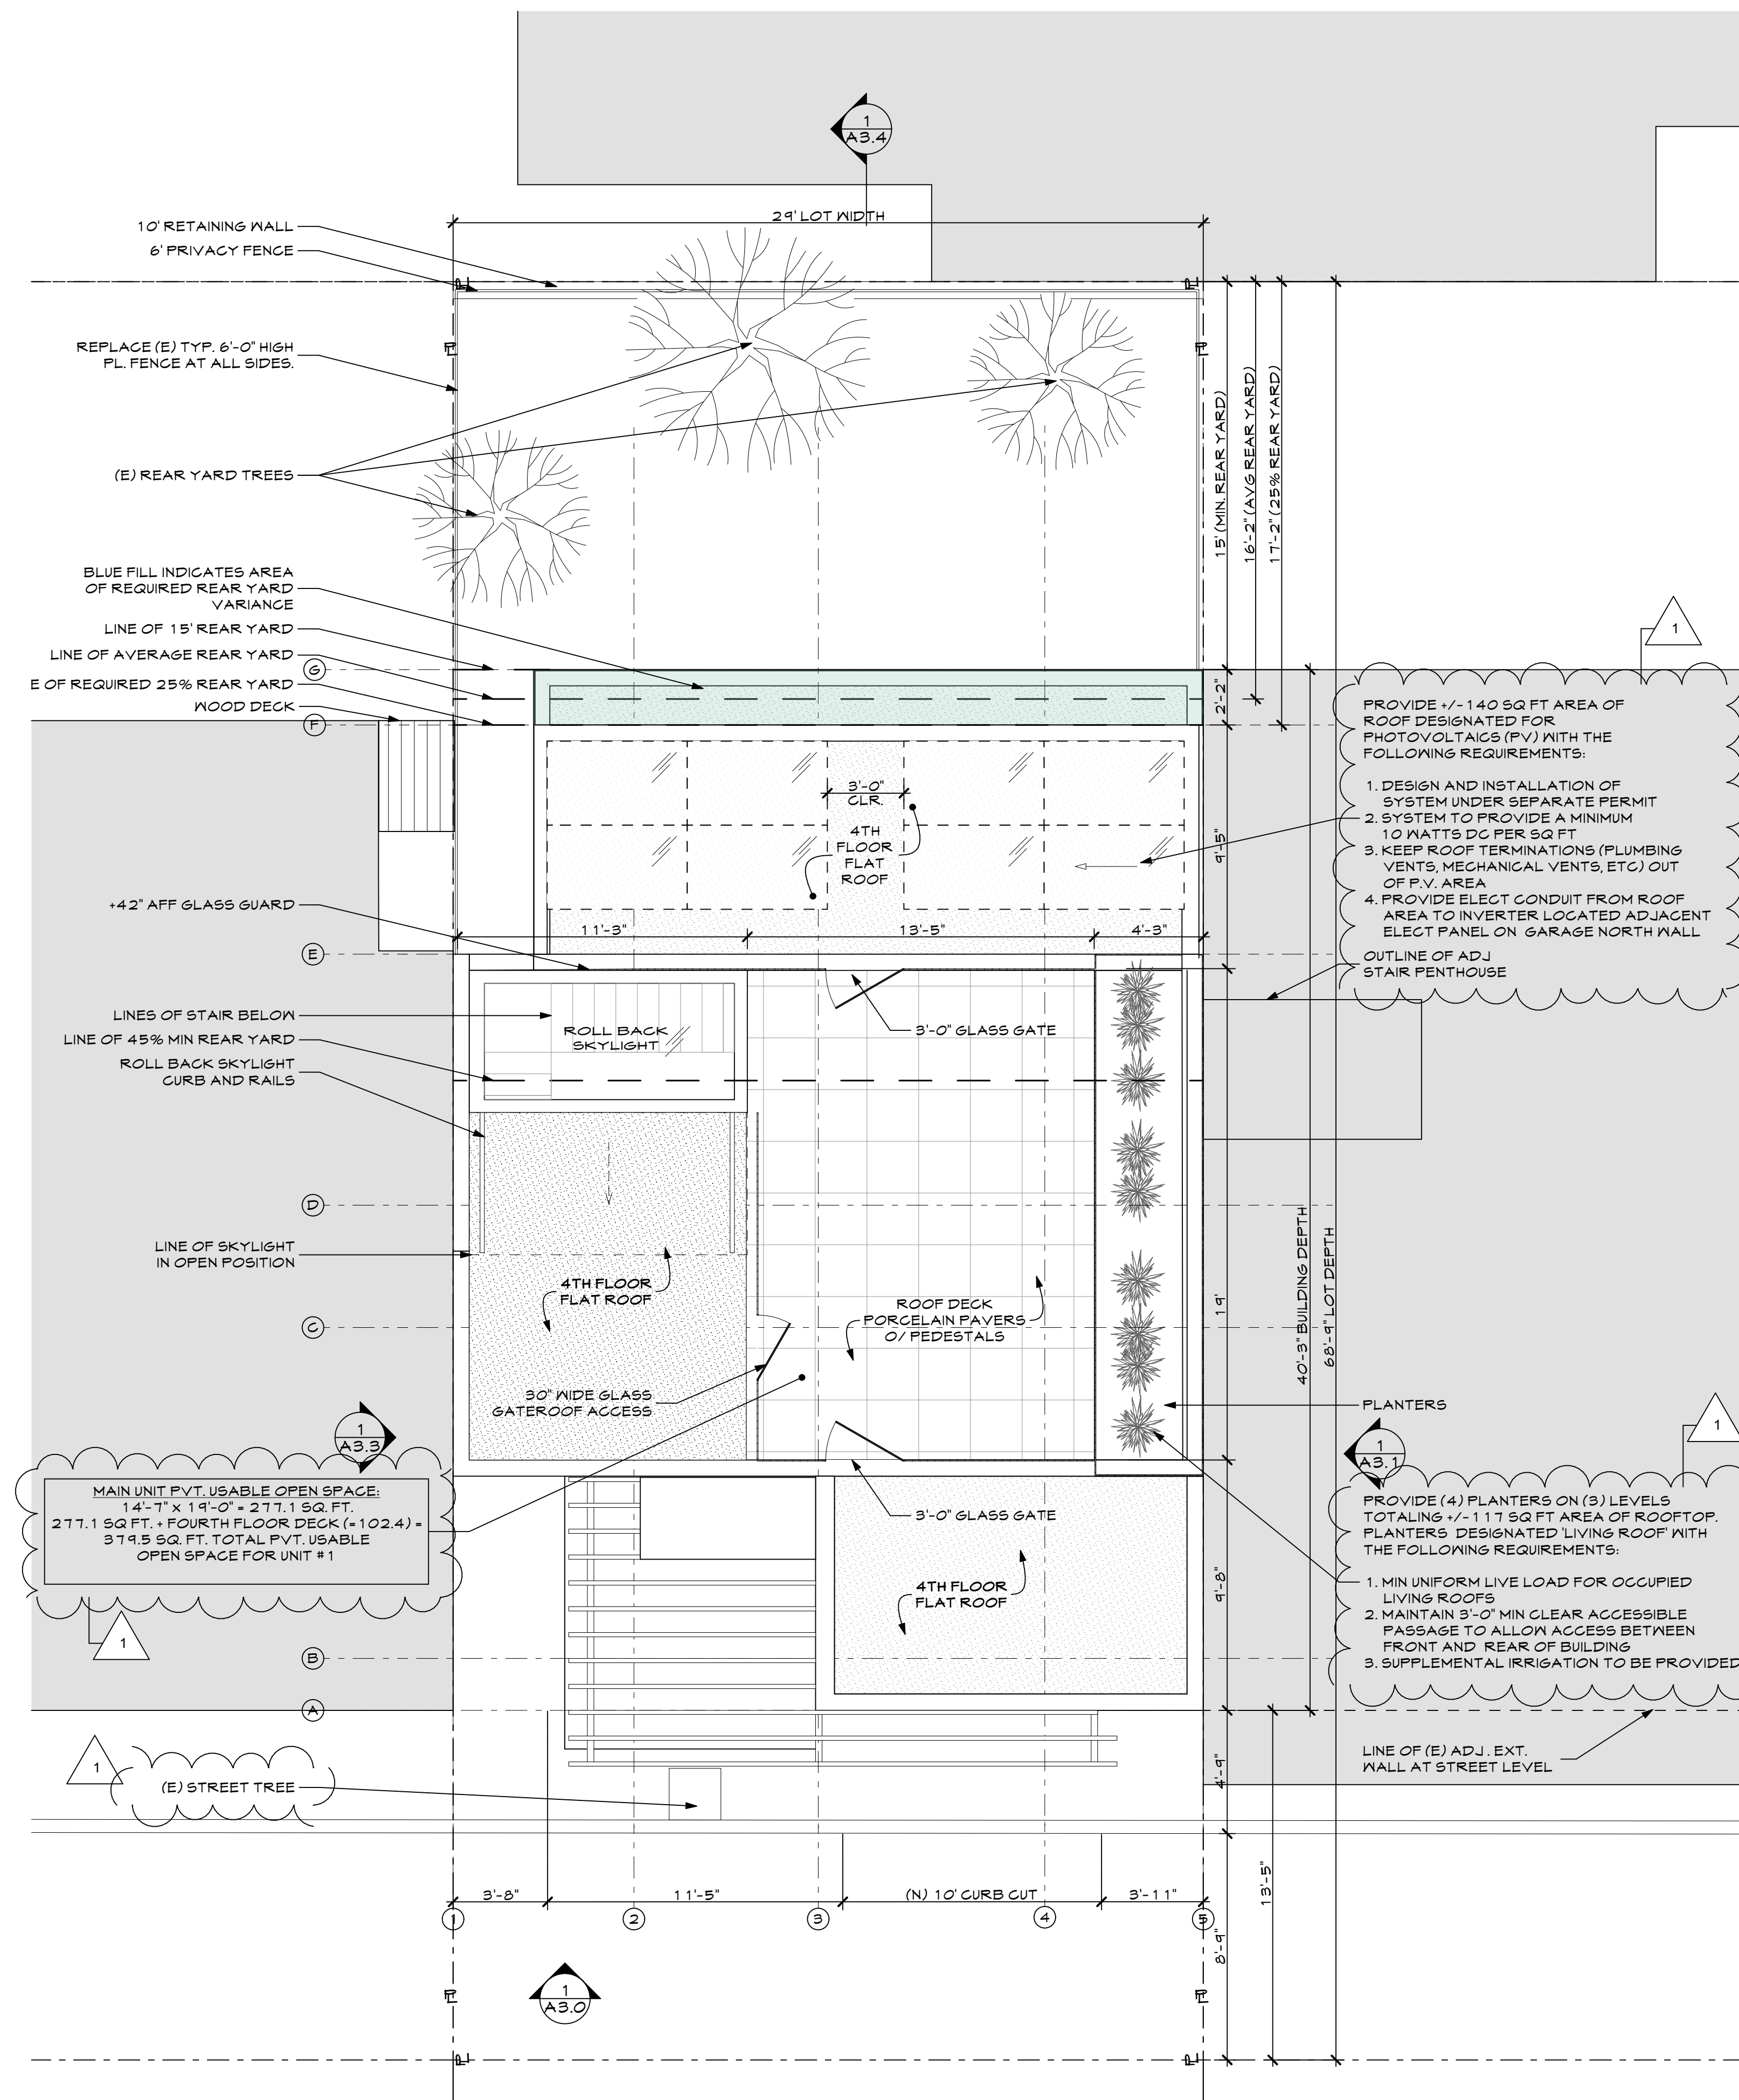 1
A3.4
29' LOT WIDTH
10' RETAINING WALL
6' PRIVACY FENCE
PL
PL
REPLACE (E) TYP. 6'-0" HIGH
PL. FENCE AT ALL SIDES.
PL
PL
15' (MIN. REAR YARD)
16'-2" (AVG REAR YARD)
17'-2" (25% REAR YARD)
(E) REAR YARD TREES
BLUE FILL INDICATES AREA
OF REQUIRED REAR YARD
VARIANCE
LINE OF 15' REAR YARD
LINE OF AVERAGE REAR YARD
G
E OF REQUIRED 25% REAR YARD
WOOD DECK
F
2'-2"
1
PROVIDE +/- 140 SQ FT AREA OF
ROOF DESIGNATED FOR
PHOTOVOLTAICS (PV) WITH THE
FOLLOWING REQUIREMENTS:
1. DESIGN AND INSTALLATION OF
SYSTEM UNDER SEPARATE PERMIT
2. SYSTEM TO PROVIDE A MINIMUM
10 WATTS DC PER SQ FT
3. KEEP ROOF TERMINATIONS (PLUMBING
VENTS, MECHANICAL VENTS, ETC) OUT
OF P.V. AREA
4. PROVIDE ELECT CONDUIT FROM ROOF
AREA TO INVERTER LOCATED ADJACENT
ELECT PANEL ON GARAGE NORTH WALL
OUTLINE OF ADJ
STAIR PENTHOUSE
3'-0"
CLR.
4TH
FLOOR
FLAT
ROOF
9'-5"
+42" AFF GLASS GUARD
11'-3"
13'-5"
4'-3"
E
LINES OF STAIR BELOW
ROLL BACK
SKYLIGHT
3'-0" GLASS GATE
LINE OF 45% MIN REAR YARD
ROLL BACK SKYLIGHT
CURB AND RAILS
D
LINE OF SKYLIGHT
IN OPEN POSITION
4TH FLOOR
FLAT ROOF
ROOF DECK
PORCELAIN PAVERS
O/ PEDESTALS
C
19'
40'-3" BUILDING DEPTH
68'-9" LOT DEPTH
30" WIDE GLASS
GATEROOF ACCESS
PLANTERS
1
1
A3.3
1
A3.1
MAIN UNIT PVT. USABLE OPEN SPACE:
14'-7" x 19'-0" = 277.1 SQ. FT.
277.1 SQ FT. + FOURTH FLOOR DECK (= 102.4) =
379.5 SQ. FT. TOTAL PVT. USABLE
OPEN SPACE FOR UNIT #1
1
3'-0" GLASS GATE
4TH FLOOR
FLAT ROOF
9'-8"
PROVIDE (4) PLANTERS ON (3) LEVELS
TOTALING +/- 117 SQ FT AREA OF ROOFTOP.
PLANTERS DESIGNATED 'LIVING ROOF' WITH
THE FOLLOWING REQUIREMENTS:
1. MIN UNIFORM LIVE LOAD FOR OCCUPIED
LIVING ROOFS
2. MAINTAIN 3'-0" MIN CLEAR ACCESSIBLE
PASSAGE TO ALLOW ACCESS BETWEEN
FRONT AND REAR OF BUILDING
3. SUPPLEMENTAL IRRIGATION TO BE PROVIDED
B
A
LINE OF (E) ADJ. EXT.
WALL AT STREET LEVEL
1
(E) STREET TREE
4'-9"
13'-5"
3'-8"
11'-5"
(N) 10' CURB CUT
3'-11"
1
2
3
4
5
8'-9"
1
A3.0
PL
PL
PL
PL